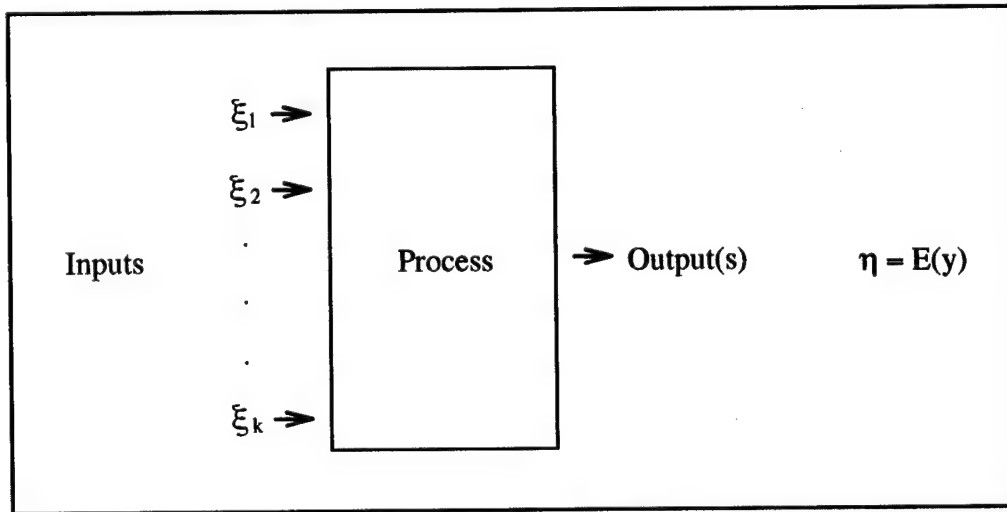 ξ1
ξ2
.
Inputs Process Output(s) η = E(y)
.
.
ξk